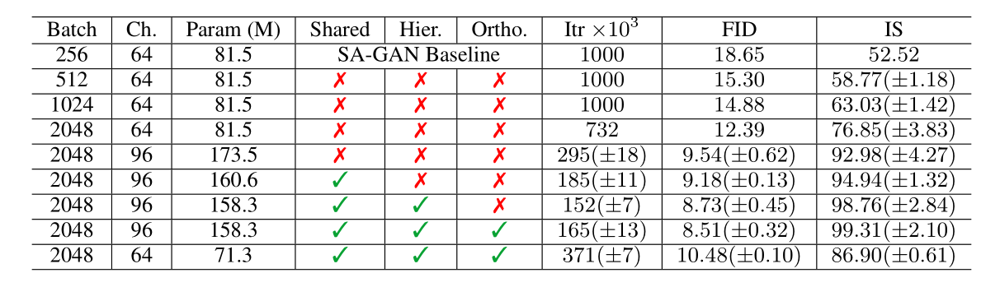 Batch Ch. Param (M) Shared Hier. Ortho. Itr ×10³ FID IS
256 64 81.5 SA-GAN Baseline 1000 18.65 52.52
512 64 81.5 ✗ ✗ ✗ 1000 15.30 58.77(±1.18)
1024 64 81.5 ✗ ✗ ✗ 1000 14.88 63.03(±1.42)
2048 64 81.5 ✗ ✗ ✗ 732 12.39 76.85(±3.83)
2048 96 173.5 ✗ ✗ ✗ 295(±18) 9.54(±0.62) 92.98(±4.27)
2048 96 160.6 ✓ ✗ ✗ 185(±11) 9.18(±0.13) 94.94(±1.32)
2048 96 158.3 ✓ ✓ ✗ 152(±7) 8.73(±0.45) 98.76(±2.84)
2048 96 158.3 ✓ ✓ ✓ 165(±13) 8.51(±0.32) 99.31(±2.10)
2048 64 71.3 ✓ ✓ ✓ 371(±7) 10.48(±0.10) 86.90(±0.61)